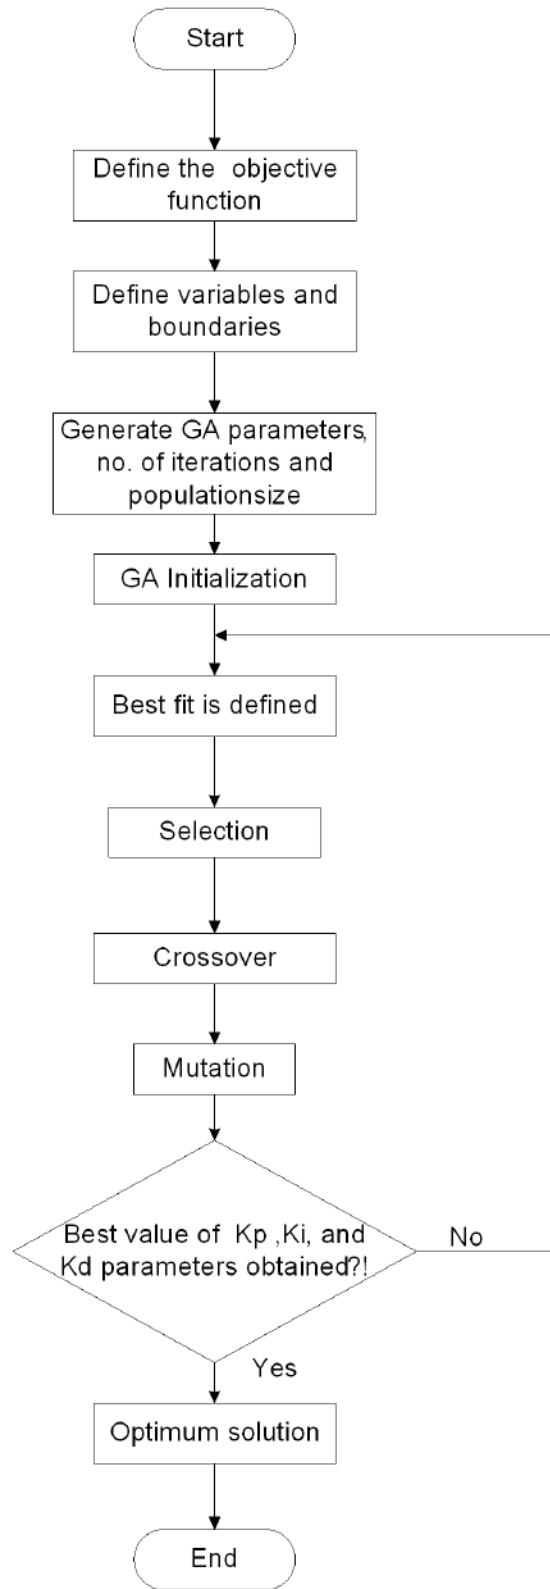 Start
Define the objective
function
Define variables and
boundaries
Generate GA parameters,
no. of iterations and
populationsize
GA Initialization
Best fit is defined
Selection
Crossover
Mutation
Best value of Kp ,Ki, and
Kd parameters obtained?!
No
Yes
Optimum solution
End